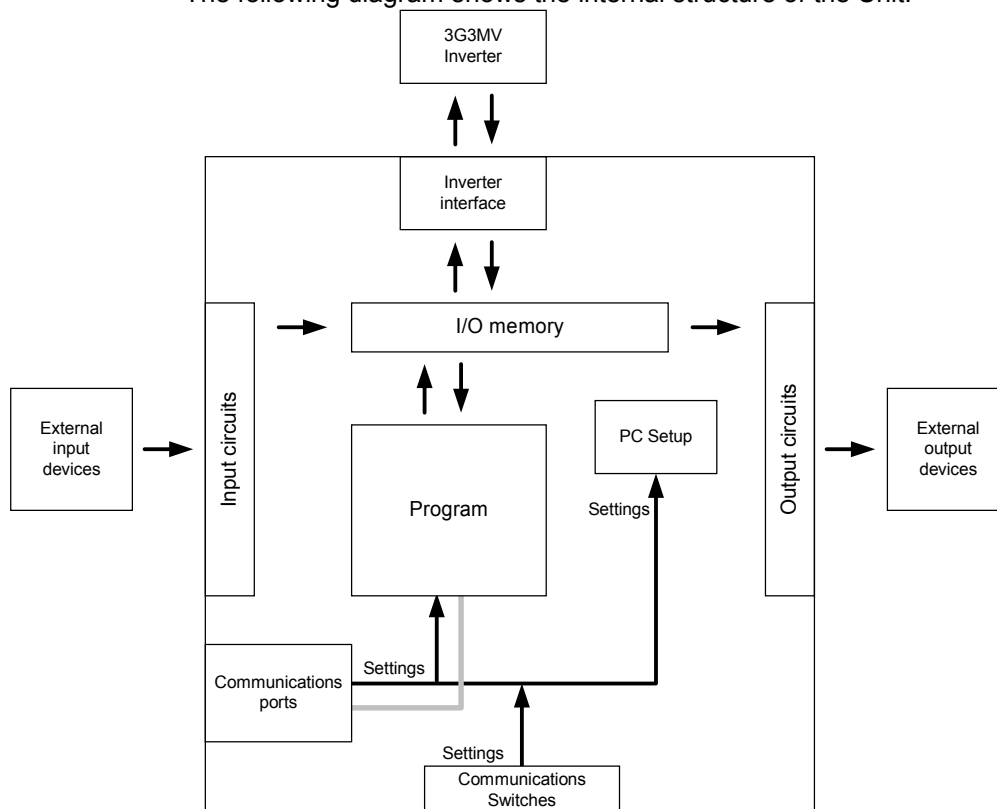 The following diagram shows the internal structure of the Unit.
3G3MV
Inverter
Inverter
interface
I/O memory
External
input
devices
Input circuits
Program
PC Setup
Settings
Output circuits
External
output
devices
Communications
ports
Settings
Settings
Communications
Switches